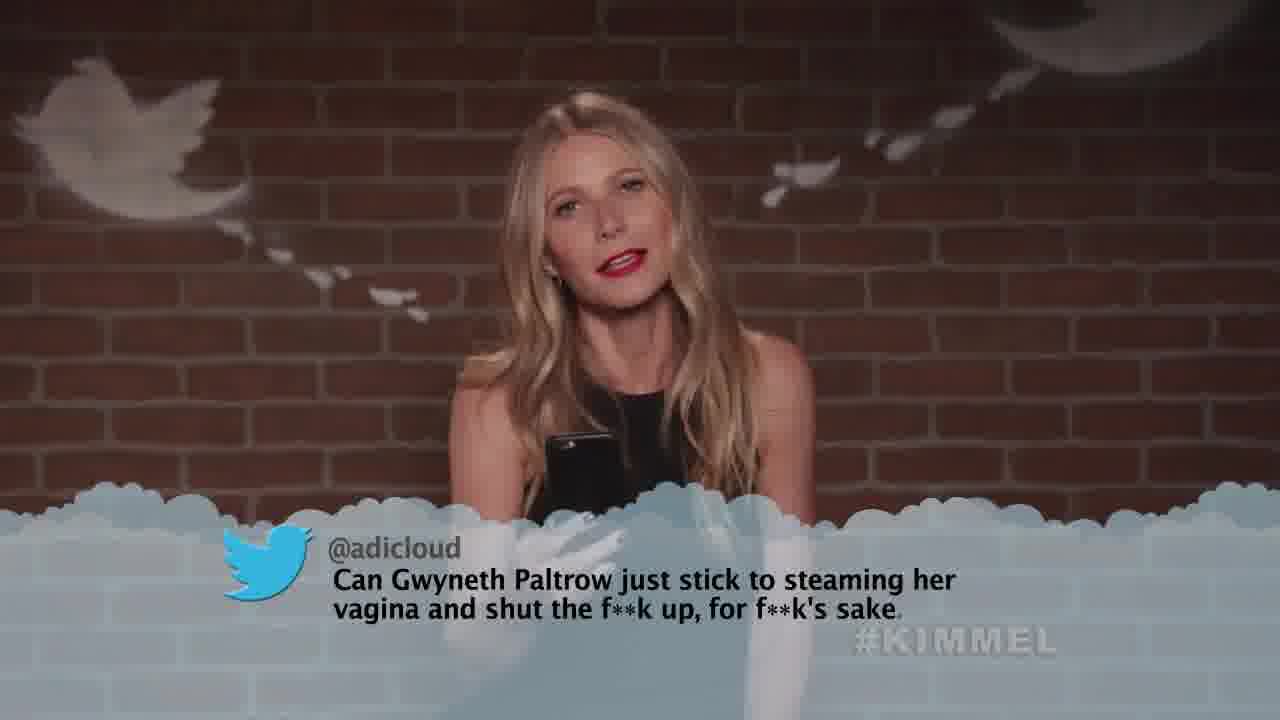 @adicloud
Can Gwyneth Paltrow just stick to steaming her
vagina and shut the f**k up, for f**k's sake.
#KIMMEL